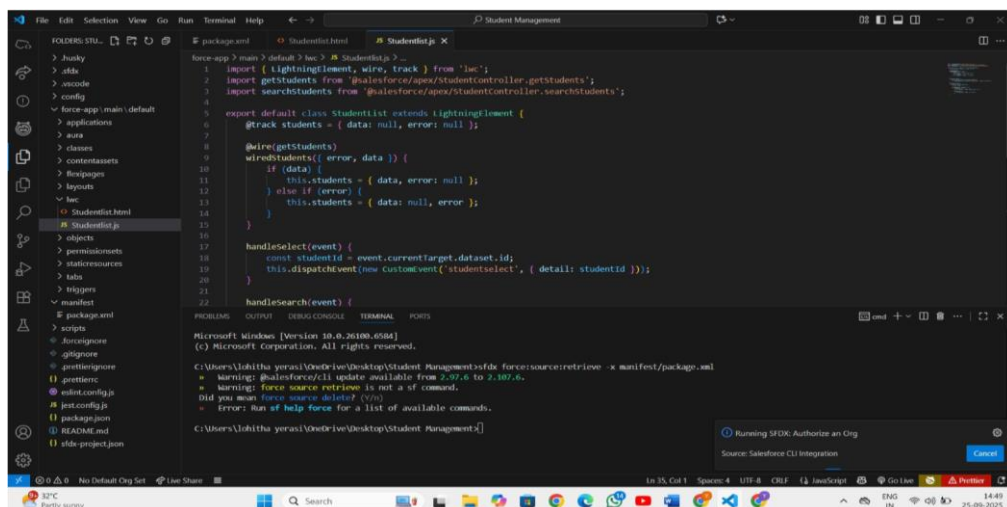 File Edit Selection View Go Run Terminal Help
Student Management
FOLDERS: STU...
package.xml
Studentlist.html
JS Studentlist.js
> .husky
> .sfdx
> .vscode
> config
force-app\main\default
> applications
> aura
> classes
> contentassets
> flexipages
> layouts
lwc
Studentlist.html
JS Studentlist.js
> objects
> permissionsets
> staticresources
> tabs
> triggers
manifest
package.xml
> scripts
.forceignore
.gitignore
.prettierignore
{} .prettierrc
eslint.config.js
JS jest.config.js
{} package.json
README.md
{} sfdx-project.json
force-app > main > default > lwc > JS Studentlist.js > ...
1 import { LightningElement, wire, track } from 'lwc';
2 import getStudents from '@salesforce/apex/StudentController.getStudents';
3 import searchStudents from '@salesforce/apex/StudentController.searchStudents';
4
5 export default class StudentList extends LightningElement {
6 @track students = { data: null, error: null };
7
8 @wire(getStudents)
9 wiredStudents({ error, data }) {
10 if (data) {
11 this.students = { data, error: null };
12 } else if (error) {
13 this.students = { data: null, error };
14 }
15 }
16
17 handleSelect(event) {
18 const studentId = event.currentTarget.dataset.id;
19 this.dispatchEvent(new CustomEvent('studentselect', { detail: studentId }));
20 }
21
22 handleSearch(event) {
PROBLEMS OUTPUT DEBUG CONSOLE TERMINAL PORTS
cmd
Microsoft Windows [Version 10.0.26100.6584]
(c) Microsoft Corporation. All rights reserved.
C:\Users\lohitha yerasi\OneDrive\Desktop\Student Management>sfdx force:source:retrieve -x manifest/package.xml
» Warning: @salesforce/cli update available from 2.97.6 to 2.107.6.
» Warning: force source retrieve is not a sf command.
Did you mean force source delete? (Y/n)
» Error: Run sf help force for a list of available commands.
C:\Users\lohitha yerasi\OneDrive\Desktop\Student Management>
Running SFDX: Authorize an Org
Source: Salesforce CLI Integration
Cancel
0 0 No Default Org Set Live Share
Ln 35, Col 1 Spaces: 4 UTF-8 CRLF {} JavaScript Go Live Prettier
32°C
Partly sunny
Search
ENG
IN
14:49